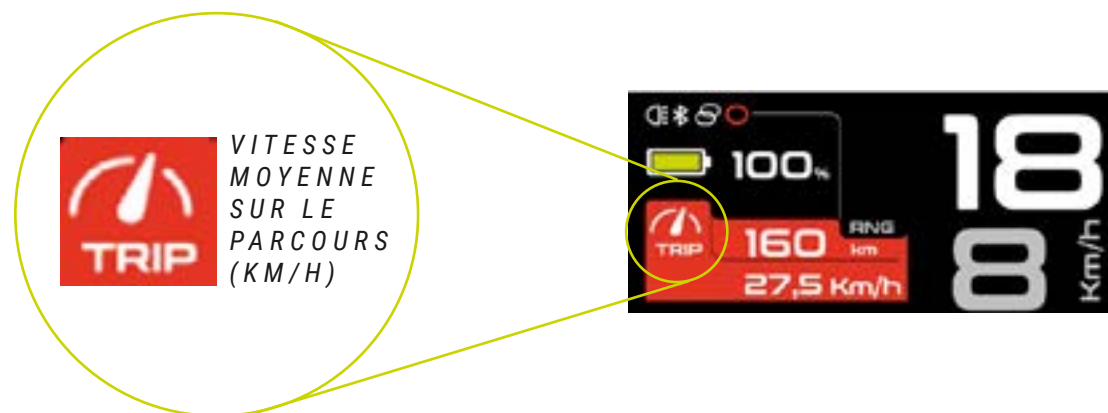 TRIP
VITESSE
MOYENNE
SUR LE
PARCOURS
(KM/H)
100%
TRIP
160 RNG
km
27,5 Km/h
18
8
Km/h